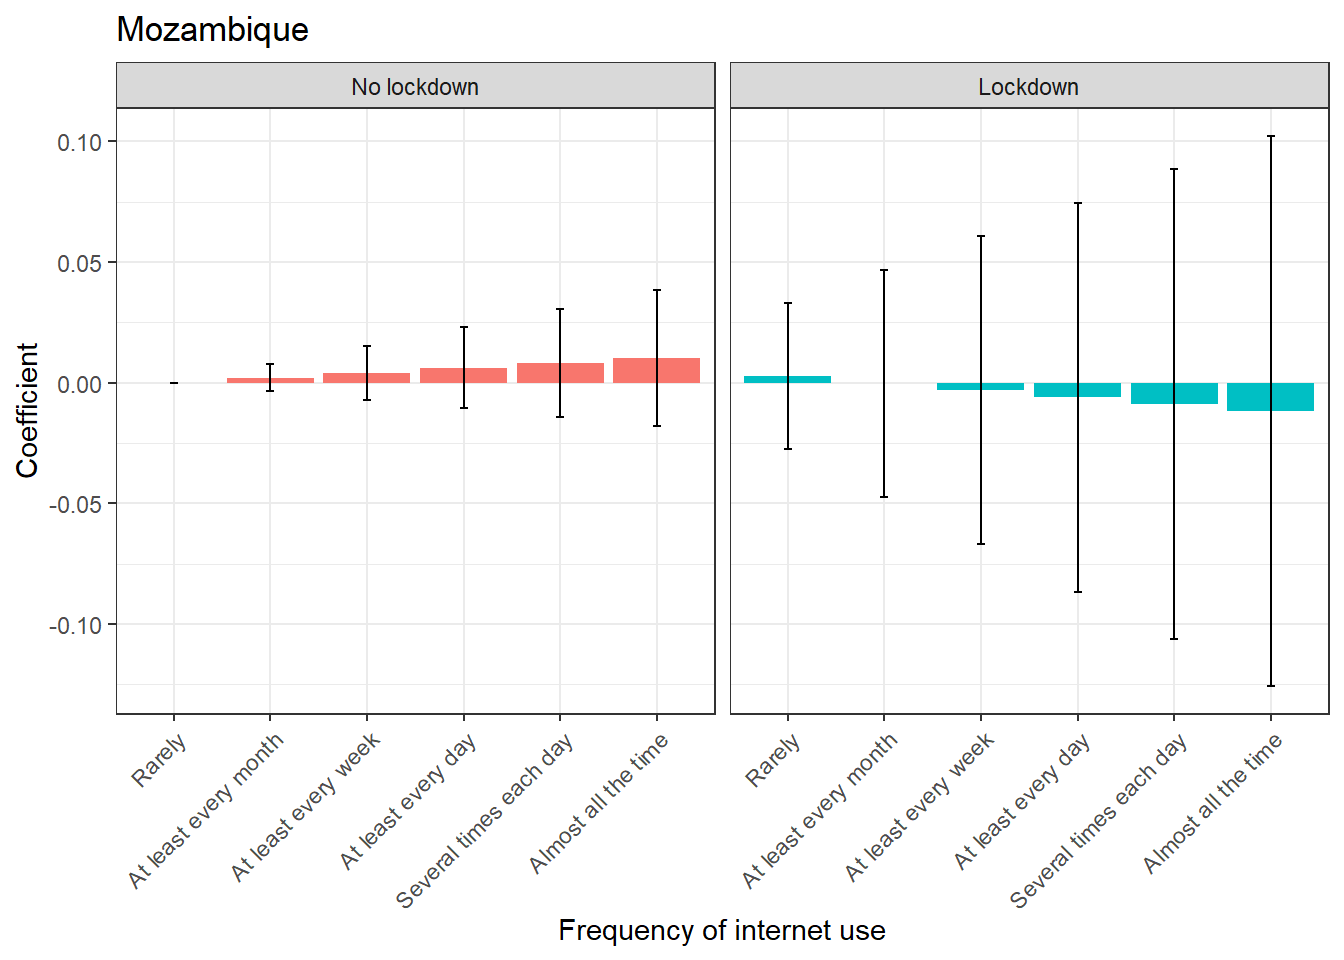 Mozambique
No lockdown
Lockdown
Coefficient
0.10
0.05
0.00
-0.05
-0.10
Rarely
At least every month
At least every week
At least every day
Several times each day
Almost all the time
Rarely
At least every month
At least every week
At least every day
Several times each day
Almost all the time
Frequency of internet use